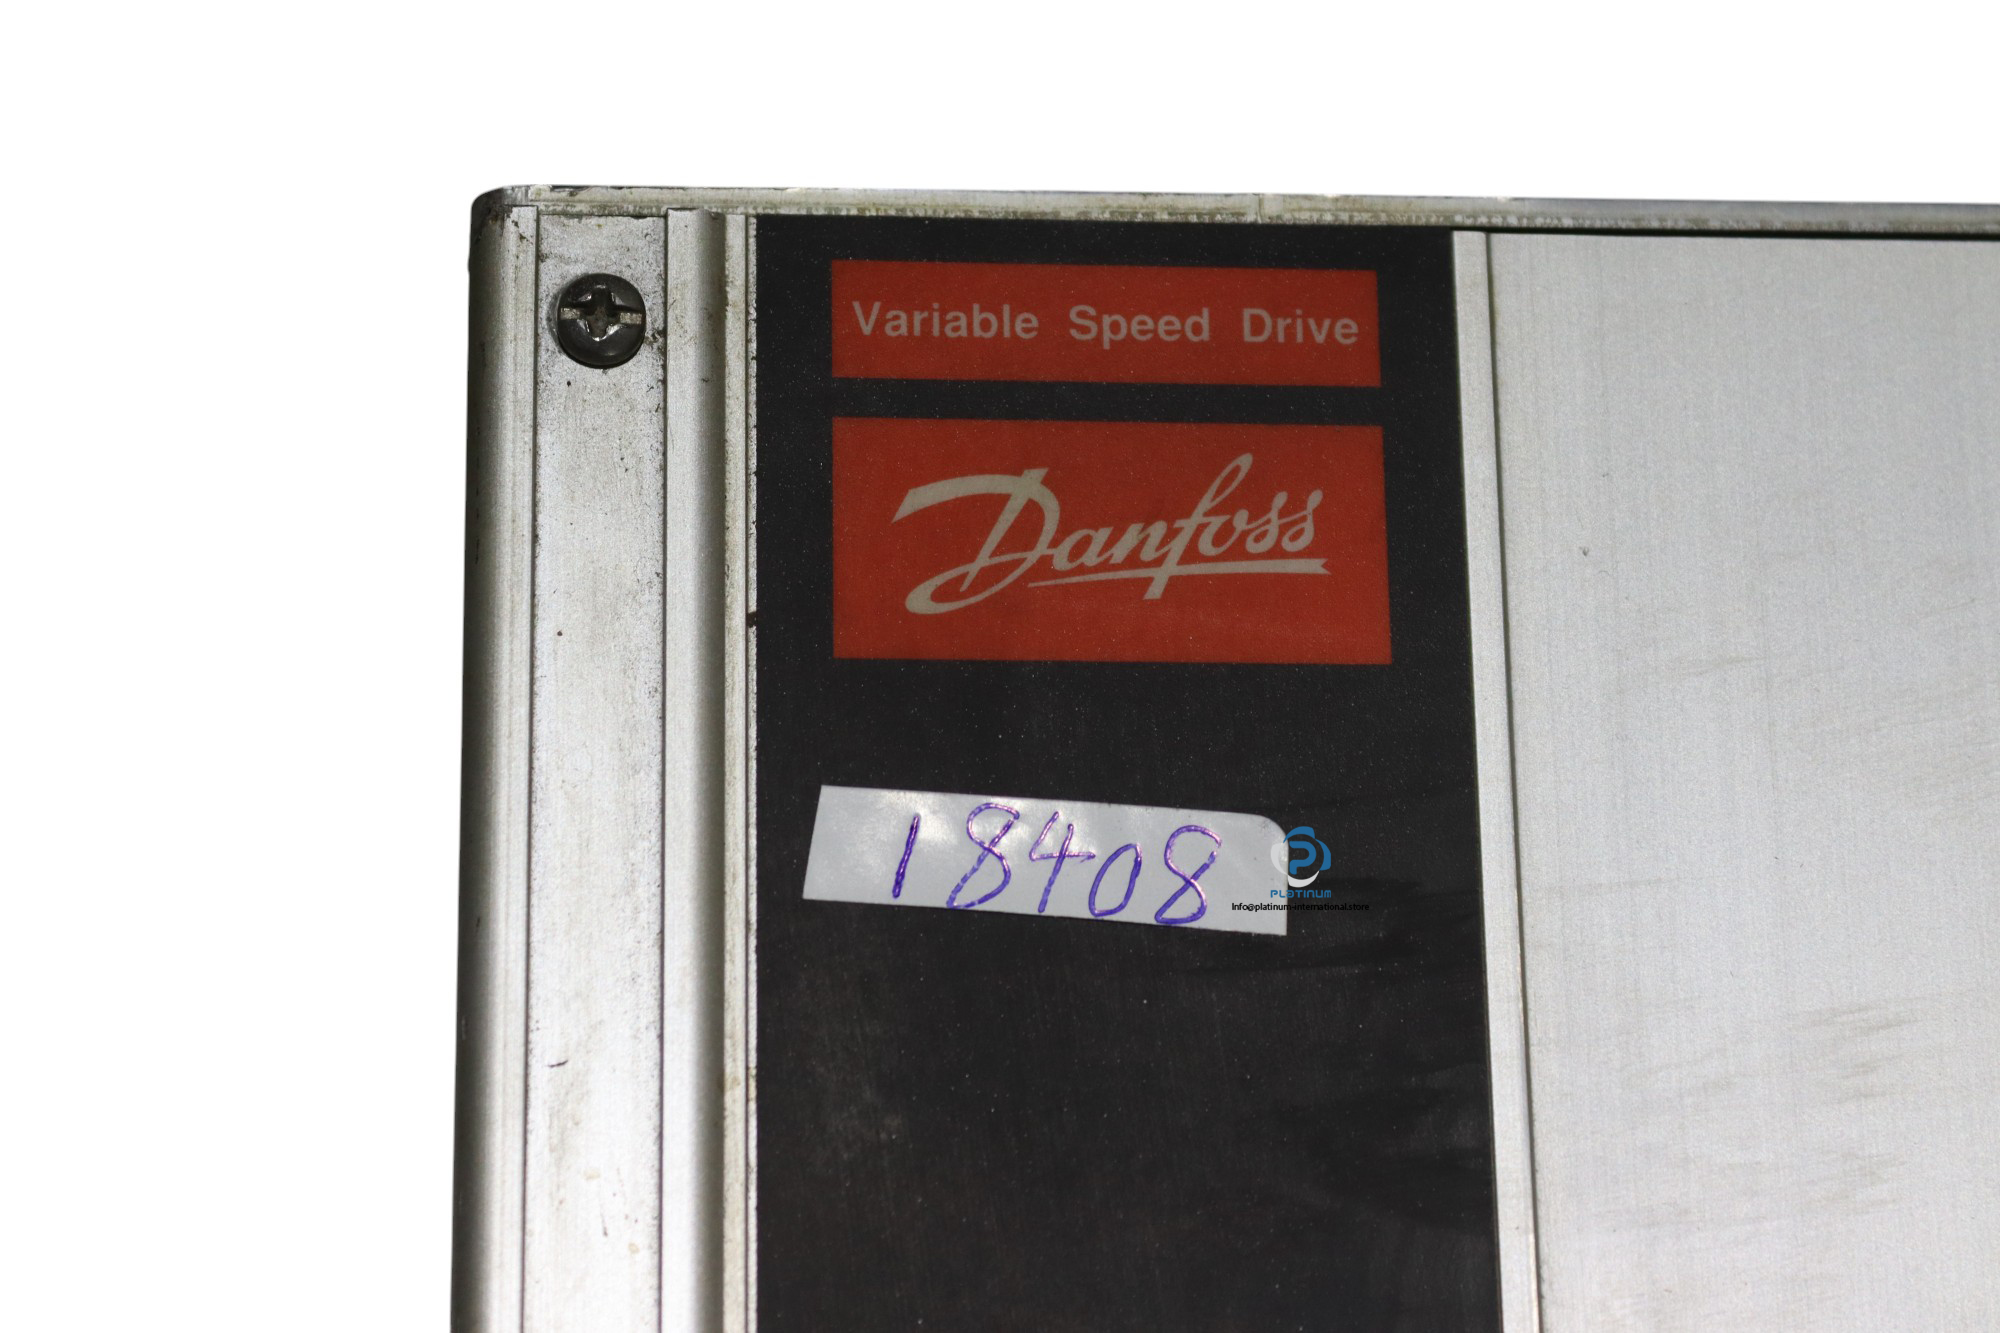 Variable Speed Drive
Danfoss
18408
PLATINUM
Info@platinum-international.store